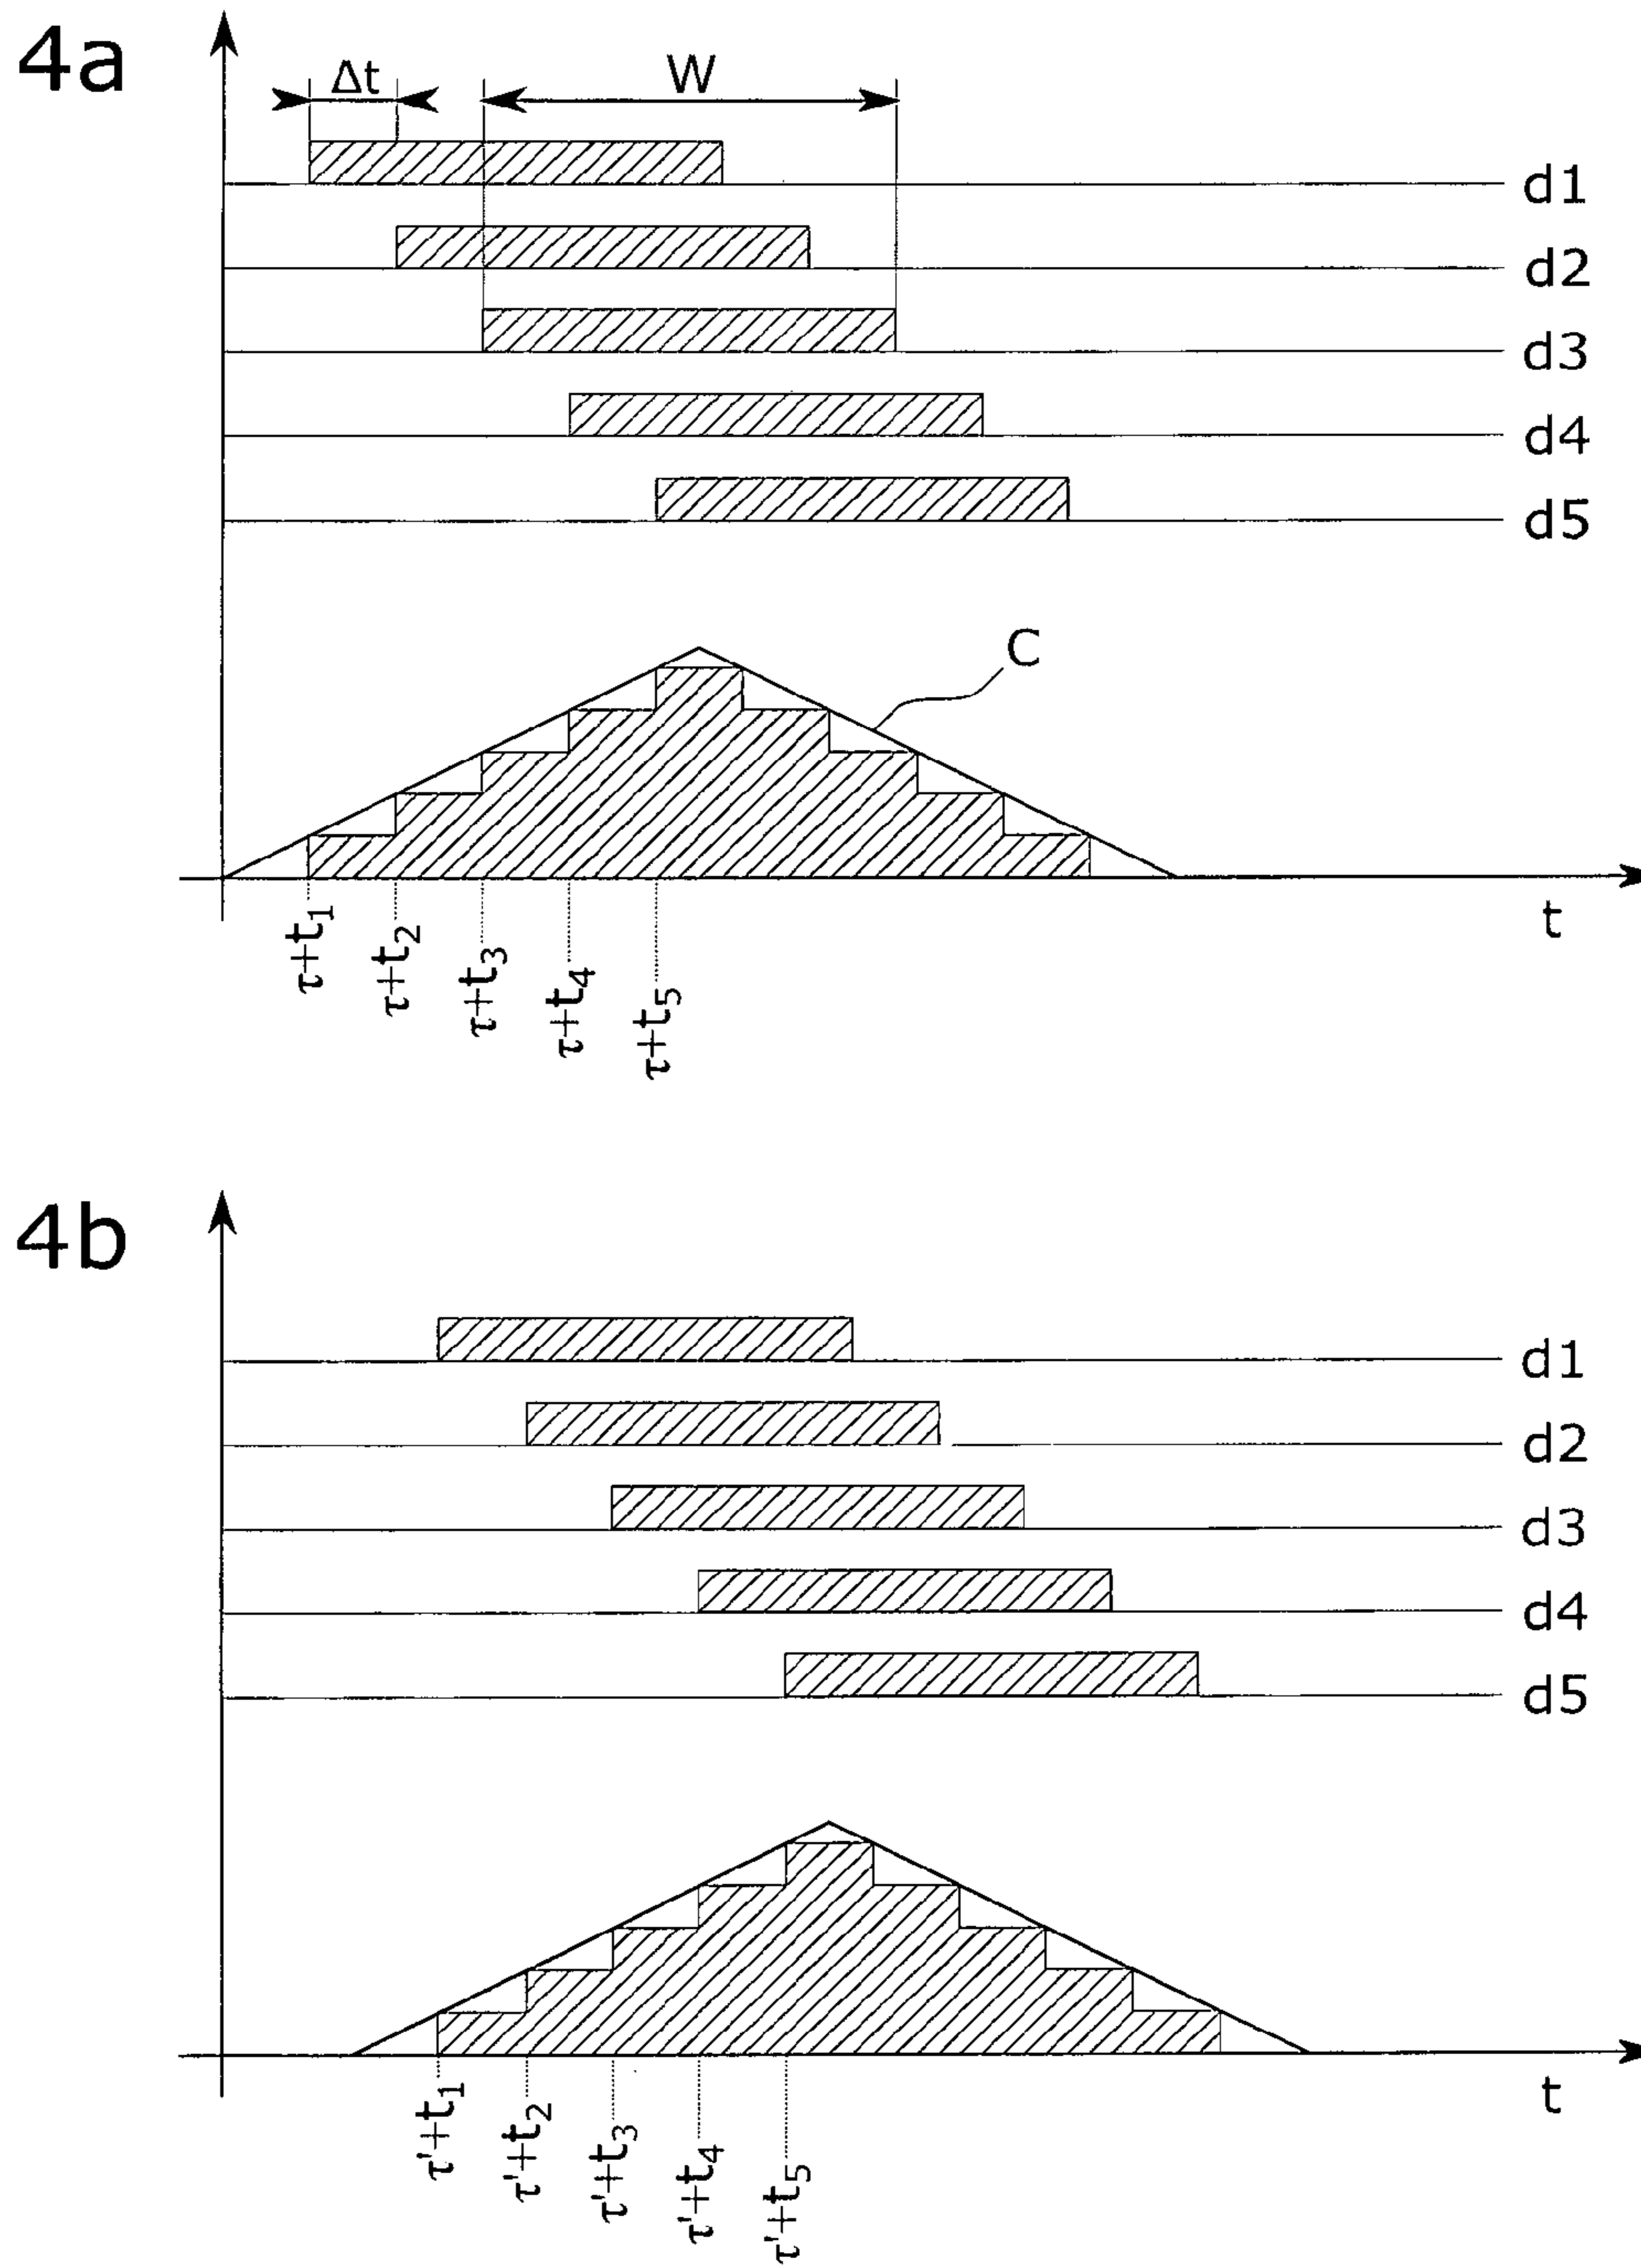 4a
Δt
W
d1
d2
d3
d4
d5
C
τ+t₁
τ+t₂
τ+t₃
τ+t₄
τ+t₅
t
4b
d1
d2
d3
d4
d5
τ'+t₁
τ'+t₂
τ'+t₃
τ'+t₄
τ'+t₅
t